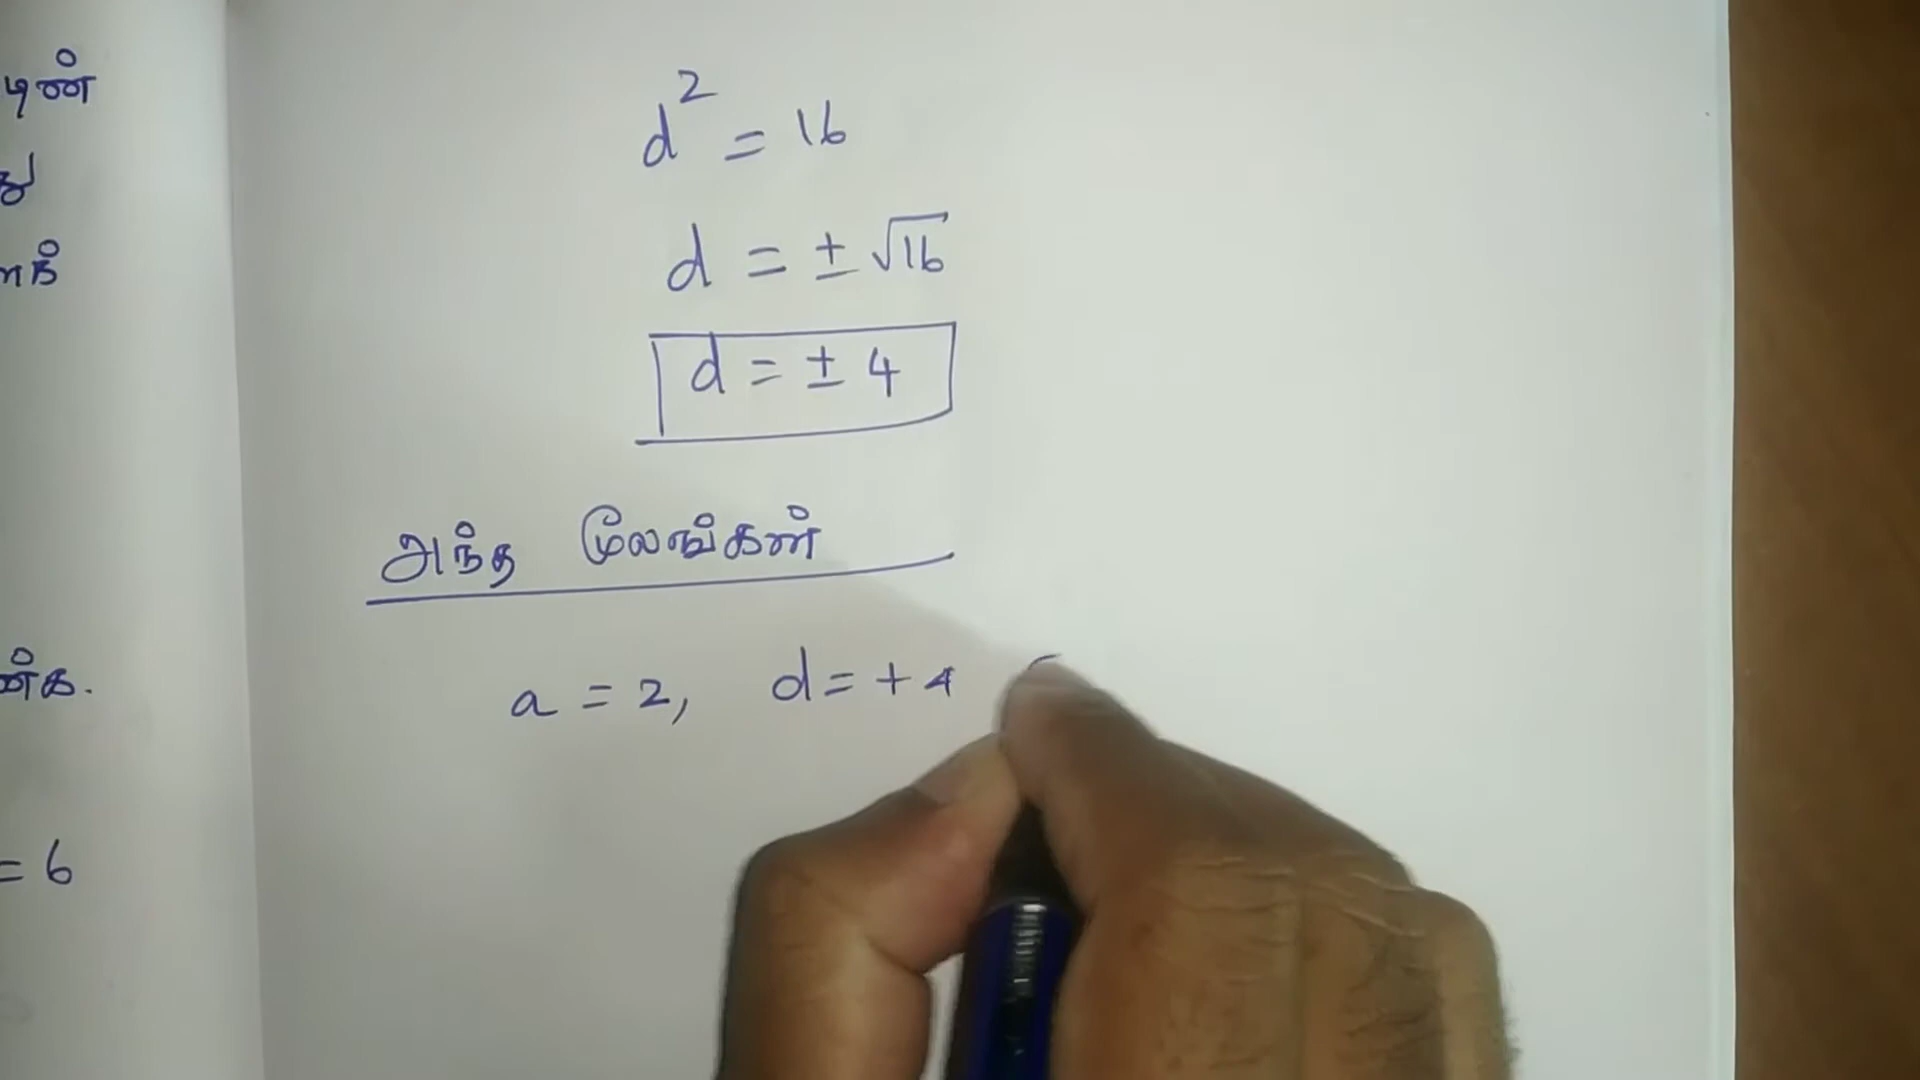 = 6
d² = 16
d = ± √16
d = ± 4
அந்த மூலங்கள்
a = 2, d = + 4